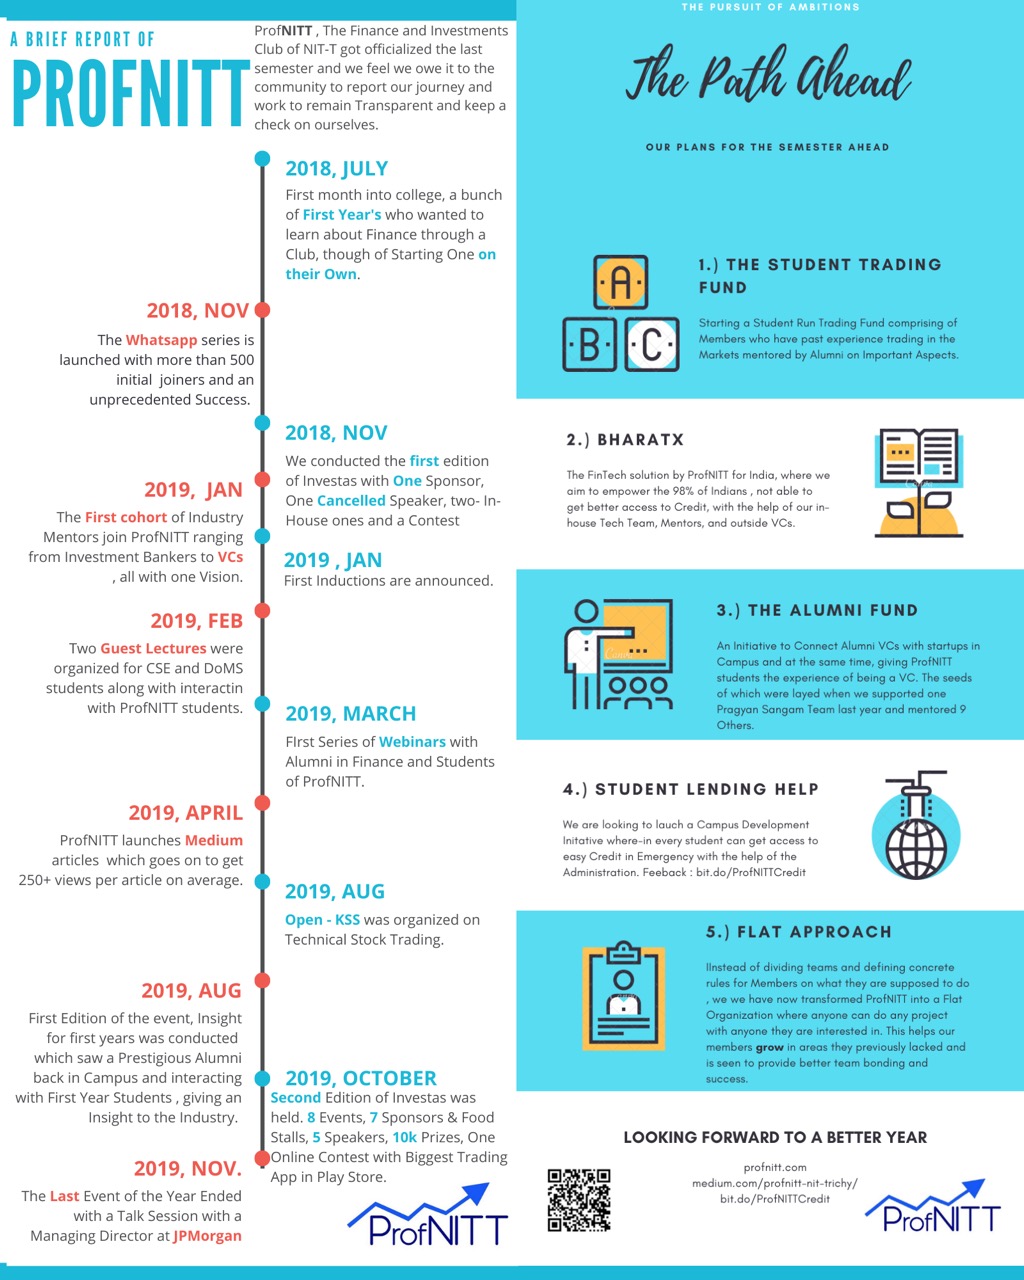 A BRIEF REPORT OF
PROFNITT
ProfNITT , The Finance and Investments
Club of NIT-T got officialized the last
semester and we feel we owe it to the
community to report our journey and
work to remain Transparent and keep a
check on ourselves.
2018, JULY
First month into college, a bunch
of First Year's who wanted to
learn about Finance through a
Club, though of Starting One on
their Own.
2018, NOV
The Whatsapp series is
launched with more than 500
initial joiners and an
unprecedented Success.
2018, NOV
We conducted the first edition
of Investas with One Sponsor,
One Cancelled Speaker, two- In-
House ones and a Contest
2019, JAN
The First cohort of Industry
Mentors join ProfNITT ranging
from Investment Bankers to VCs
, all with one Vision.
2019 , JAN
First Inductions are announced.
2019, FEB
Two Guest Lectures were
organized for CSE and DoMS
students along with interactin
with ProfNITT students.
2019, MARCH
FIrst Series of Webinars with
Alumni in Finance and Students
of ProfNITT.
2019, APRIL
ProfNITT launches Medium
articles which goes on to get
250+ views per article on average.
2019, AUG
Open - KSS was organized on
Technical Stock Trading.
2019, AUG
First Edition of the event, Insight
for first years was conducted
which saw a Prestigious Alumni
back in Campus and interacting
with First Year Students , giving an
Insight to the Industry.
2019, OCTOBER
Second Edition of Investas was
held. 8 Events, 7 Sponsors & Food
Stalls, 5 Speakers, 10k Prizes, One
Online Contest with Biggest Trading
App in Play Store.
2019, NOV.
The Last Event of the Year Ended
with a Talk Session with a
Managing Director at JPMorgan
ProfNITT
THE PURSUIT OF AMBITIONS
The Path Ahead
OUR PLANS FOR THE SEMESTER AHEAD
A
B C
1.) THE STUDENT TRADING
FUND
Starting a Student Run Trading Fund comprising of
Members who have past experience trading in the
Markets mentored by Alumni on Important Aspects.
2.) BHARATX
The FinTech solution by ProfNITT for India, where we
aim to empower the 98% of Indians , not able to
get better access to Credit, with the help of our in-
house Tech Team, Mentors, and outside VCs.
3.) THE ALUMNI FUND
An Initiative to Connect Alumni VCs with startups in
Campus and at the same time, giving ProfNITT
students the experience of being a VC. The seeds
of which were layed when we supported one
Pragyan Sangam Team last year and mentored 9
Others.
4.) STUDENT LENDING HELP
We are looking to lauch a Campus Development
Initative where-in every student can get access to
easy Credit in Emergency with the help of the
Administration. Feeback : bit.do/ProfNITTCredit
5.) FLAT APPROACH
IInstead of dividing teams and defining concrete
rules for Members on what they are supposed to do
, we we have now transformed ProfNITT into a Flat
Organization where anyone can do any project
with anyone they are interested in. This helps our
members grow in areas they previously lacked and
is seen to provide better team bonding and
success.
LOOKING FORWARD TO A BETTER YEAR
profnitt.com
medium.com/profnitt-nit-trichy/
bit.do/ProfNITTCredit
ProfNITT